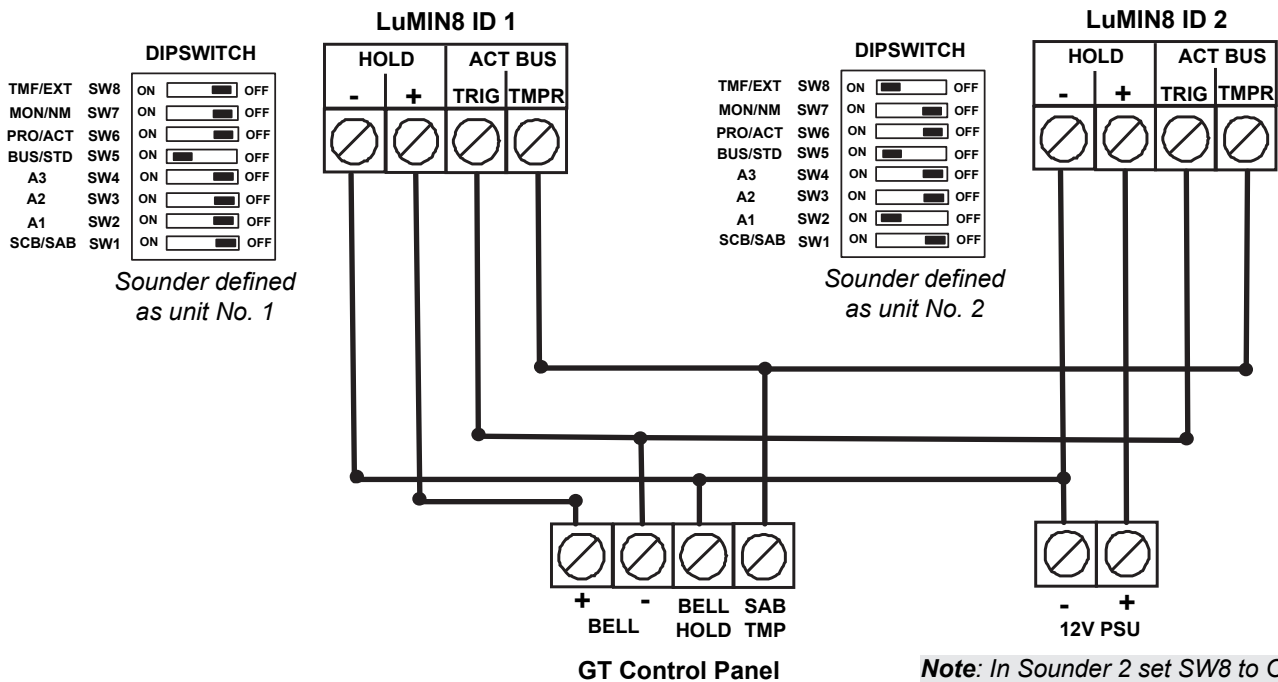 LuMIN8 ID 1
DIPSWITCH
TMF/EXT SW8 ON OFF
MON/NM SW7 ON OFF
PRO/ACT SW6 ON OFF
BUS/STD SW5 ON OFF
A3 SW4 ON OFF
A2 SW3 ON OFF
A1 SW2 ON OFF
SCB/SAB SW1 ON OFF
Sounder defined
as unit No. 1
HOLD ACT BUS
- + TRIG TMPR
LuMIN8 ID 2
DIPSWITCH
TMF/EXT SW8 ON OFF
MON/NM SW7 ON OFF
PRO/ACT SW6 ON OFF
BUS/STD SW5 ON OFF
A3 SW4 ON OFF
A2 SW3 ON OFF
A1 SW2 ON OFF
SCB/SAB SW1 ON OFF
Sounder defined
as unit No. 2
HOLD ACT BUS
- + TRIG TMPR
+ - BELL SAB
BELL HOLD TMP
GT Control Panel
- +
12V PSU
Note: In Sounder 2 set SW8 to